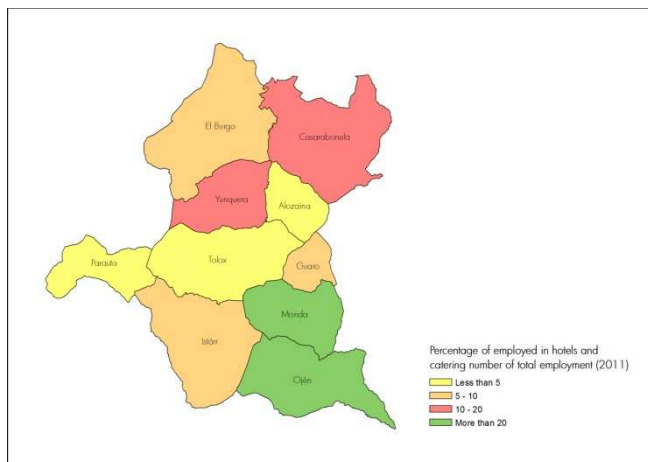 El Bergo
Casarabonela
Yunquera
Alozaina
Parauta
Tolox
Guaro
Monda
Istán
Ojén
Percentage of employed in hotels and
catering number of total employment (2011)
Less than 5
5 - 10
10 - 20
More than 20